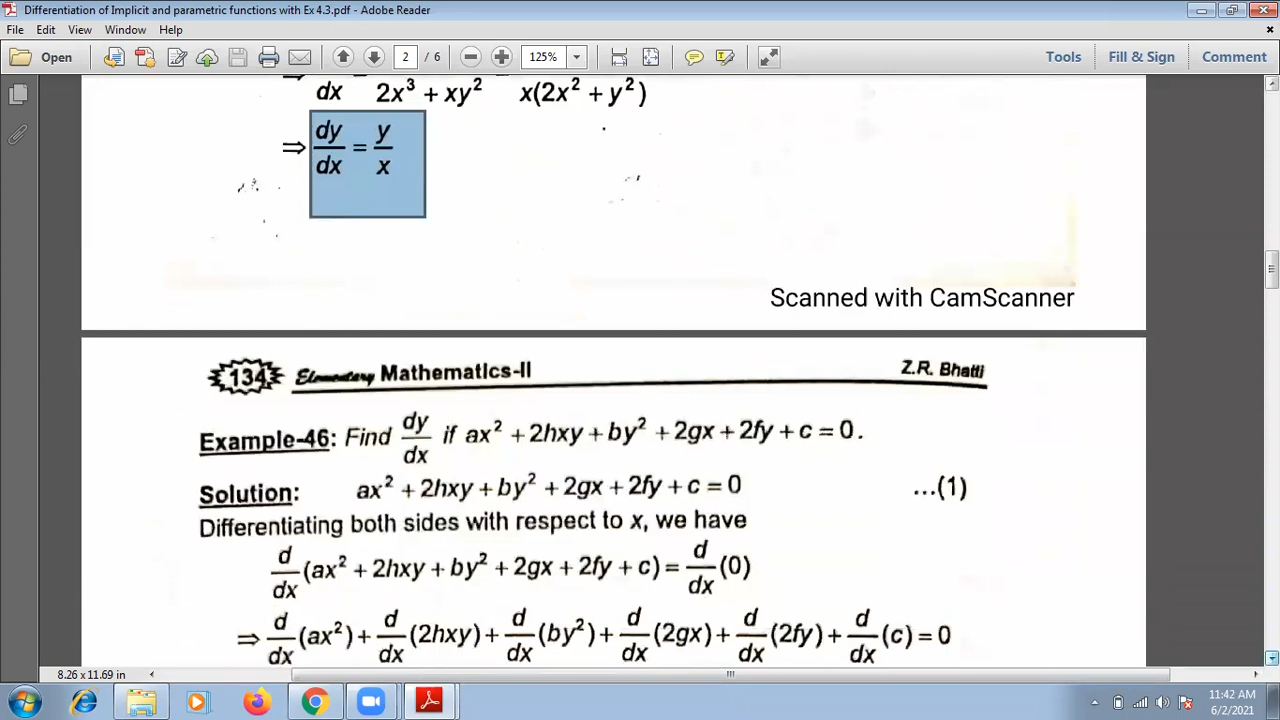 Differentiation of Implicit and parametric functions with Ex 4.3.pdf - Adobe Reader
File Edit View Window Help
Open 2 / 6 125% Tools Fill & Sign Comment
dx 2x³ + xy² x(2x² + y²)
⇒ dy/dx = y/x
Scanned with CamScanner
134 Elementary Mathematics-II Z.R. Bhatti
Example-46: Find dy/dx if ax² + 2hxy + by² + 2gx + 2fy + c = 0.
Solution: ax² + 2hxy + by² + 2gx + 2fy + c = 0 ...(1)
Differentiating both sides with respect to x, we have
d/dx (ax² + 2hxy + by² + 2gx + 2fy + c) = d/dx (0)
⇒ d/dx (ax²) + d/dx (2hxy) + d/dx (by²) + d/dx (2gx) + d/dx (2fy) + d/dx (c) = 0
8.26 x 11.69 in
11:42 AM
6/2/2021